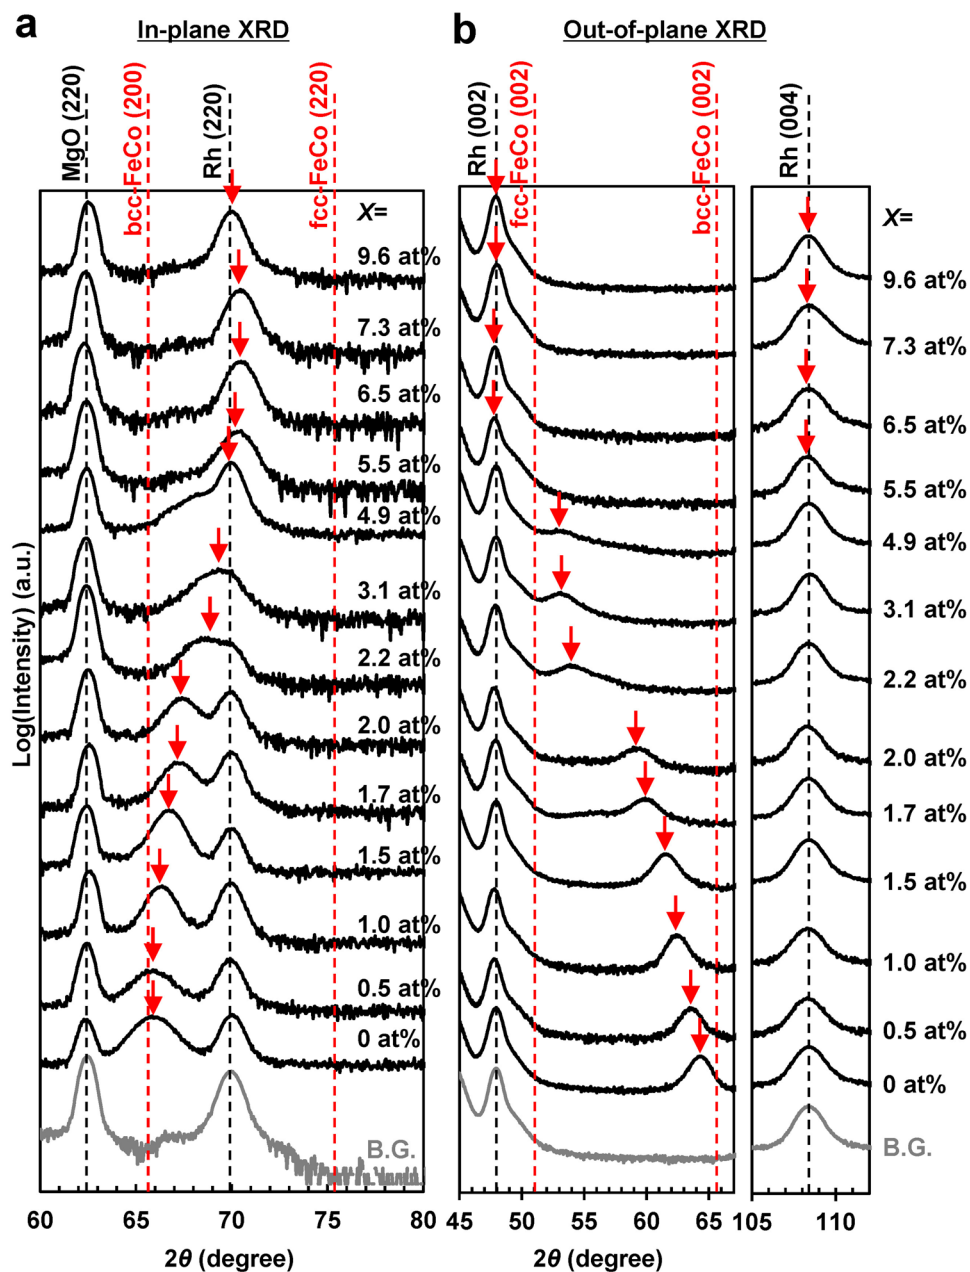 a
In-plane XRD
MgO (220)
bcc-FeCo (200)
Rh (220)
fcc-FeCo (220)
X=
9.6 at%
7.3 at%
6.5 at%
5.5 at%
4.9 at%
3.1 at%
2.2 at%
2.0 at%
1.7 at%
1.5 at%
1.0 at%
0.5 at%
0 at%
B.G.
Log(Intensity) (a.u.)
60 65 70 75 80
2θ (degree)
b
Out-of-plane XRD
Rh (002)
fcc-FeCo (002)
bcc-FeCo (002)
Rh (004)
X=
9.6 at%
7.3 at%
6.5 at%
5.5 at%
4.9 at%
3.1 at%
2.2 at%
2.0 at%
1.7 at%
1.5 at%
1.0 at%
0.5 at%
0 at%
B.G.
45 50 55 60 65 105 110
2θ (degree)